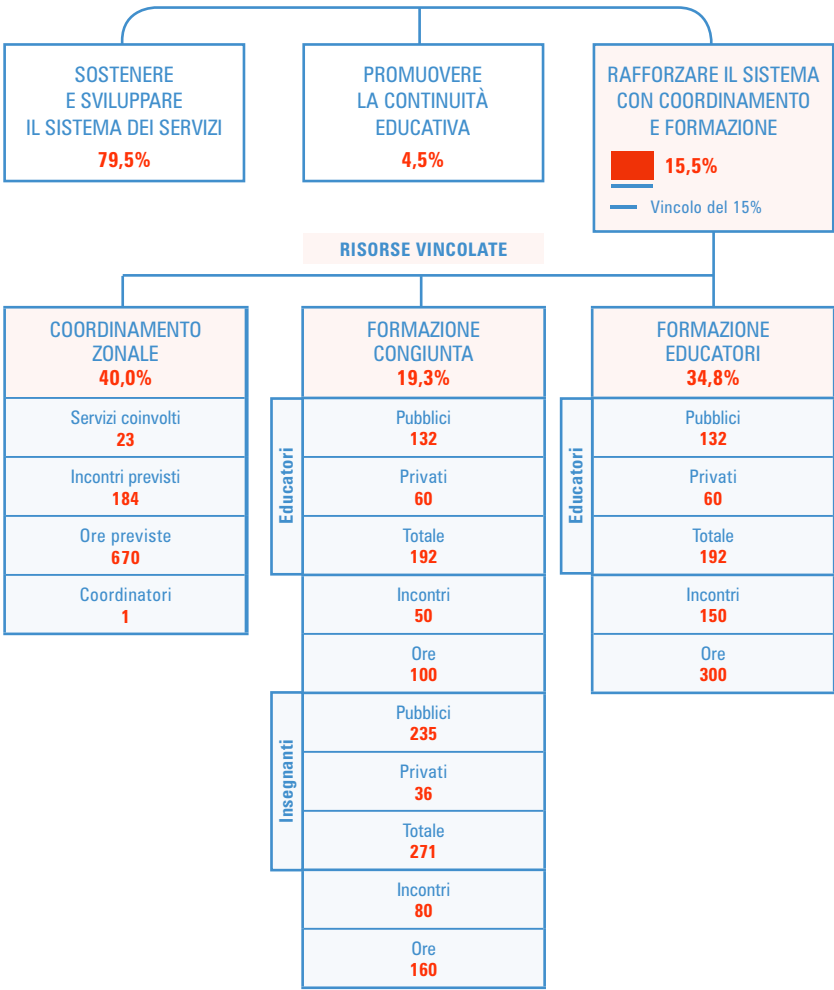 SOSTENERE
E SVILUPPARE
IL SISTEMA DEI SERVIZI
79,5%
PROMUOVERE
LA CONTINUITÀ
EDUCATIVA
4,5%
RAFFORZARE IL SISTEMA
CON COORDINAMENTO
E FORMAZIONE
15,5%
Vincolo del 15%
RISORSE VINCOLATE
COORDINAMENTO
ZONALE
40,0%
Servizi coinvolti
23
Incontri previsti
184
Ore previste
670
Coordinatori
1
FORMAZIONE
CONGIUNTA
19,3%
Educatori
Pubblici
132
Privati
60
Totale
192
Incontri
50
Ore
100
Insegnanti
Pubblici
235
Privati
36
Totale
271
Incontri
80
Ore
160
FORMAZIONE
EDUCATORI
34,8%
Educatori
Pubblici
132
Privati
60
Totale
192
Incontri
150
Ore
300